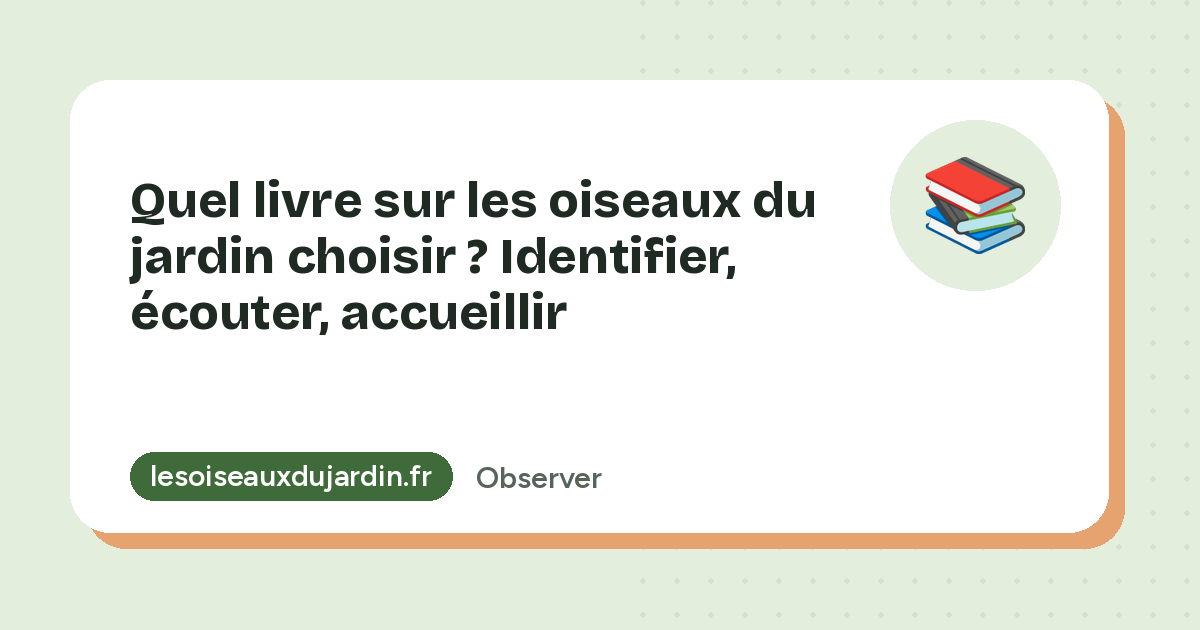 Quel livre sur les oiseaux du
jardin choisir ? Identifier,
écouter, accueillir
lesoiseauxdujardin.fr
Observer